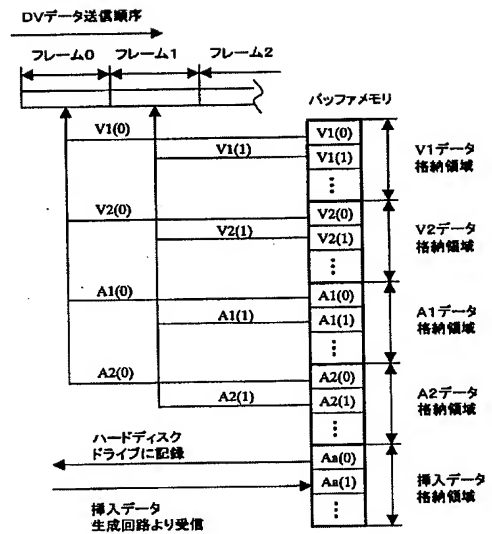 DVデータ送信順序
フレーム0 フレーム1 フレーム2
バッファメモリ
V1(0)
V1(1)
V2(0)
V2(1)
A1(0)
A1(1)
A2(0)
A2(1)
V1(0)
V1(1)
⋮
V2(0)
V2(1)
⋮
A1(0)
A1(1)
⋮
A2(0)
A2(1)
⋮
Aa(0)
Aa(1)
⋮
V1データ
格納領域
V2データ
格納領域
A1データ
格納領域
A2データ
格納領域
挿入データ
格納領域
ハードディスク
ドライブに記録
挿入データ
生成回路より受信